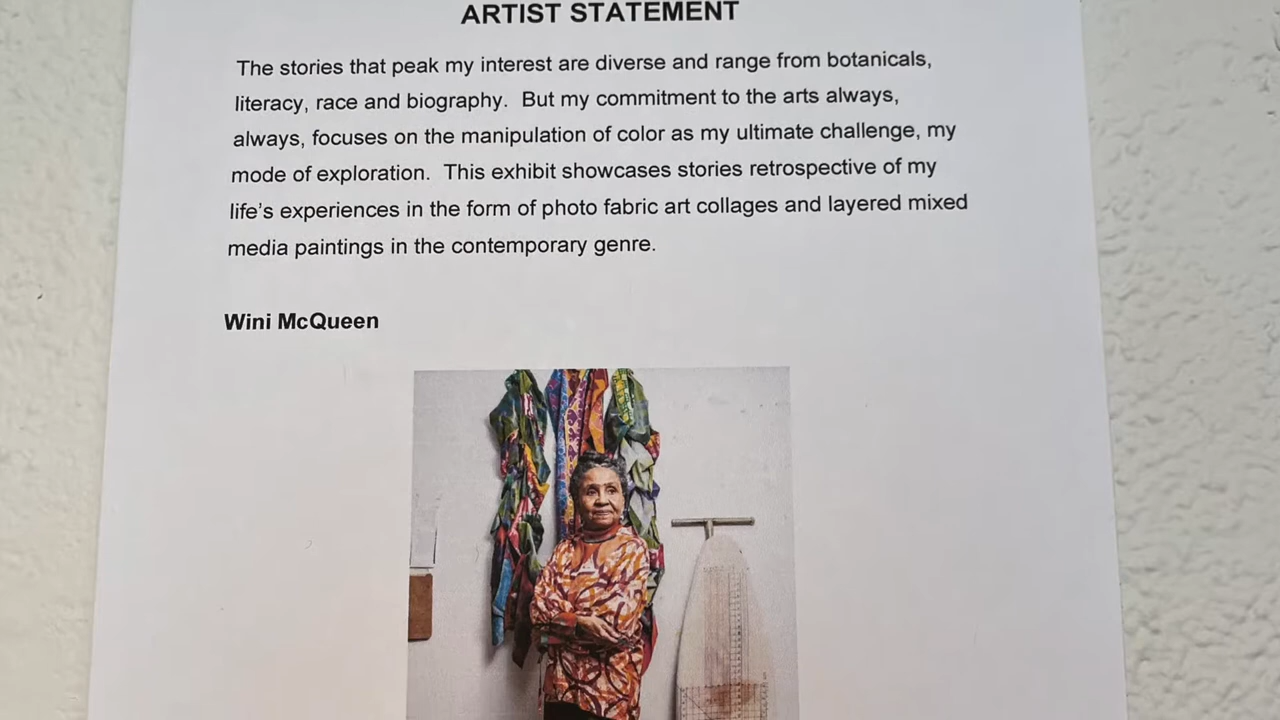 ARTIST STATEMENT
The stories that peak my interest are diverse and range from botanicals,
literacy, race and biography.  But my commitment to the arts always,
always, focuses on the manipulation of color as my ultimate challenge, my
mode of exploration.  This exhibit showcases stories retrospective of my
life's experiences in the form of photo fabric art collages and layered mixed
media paintings in the contemporary genre.
Wini McQueen